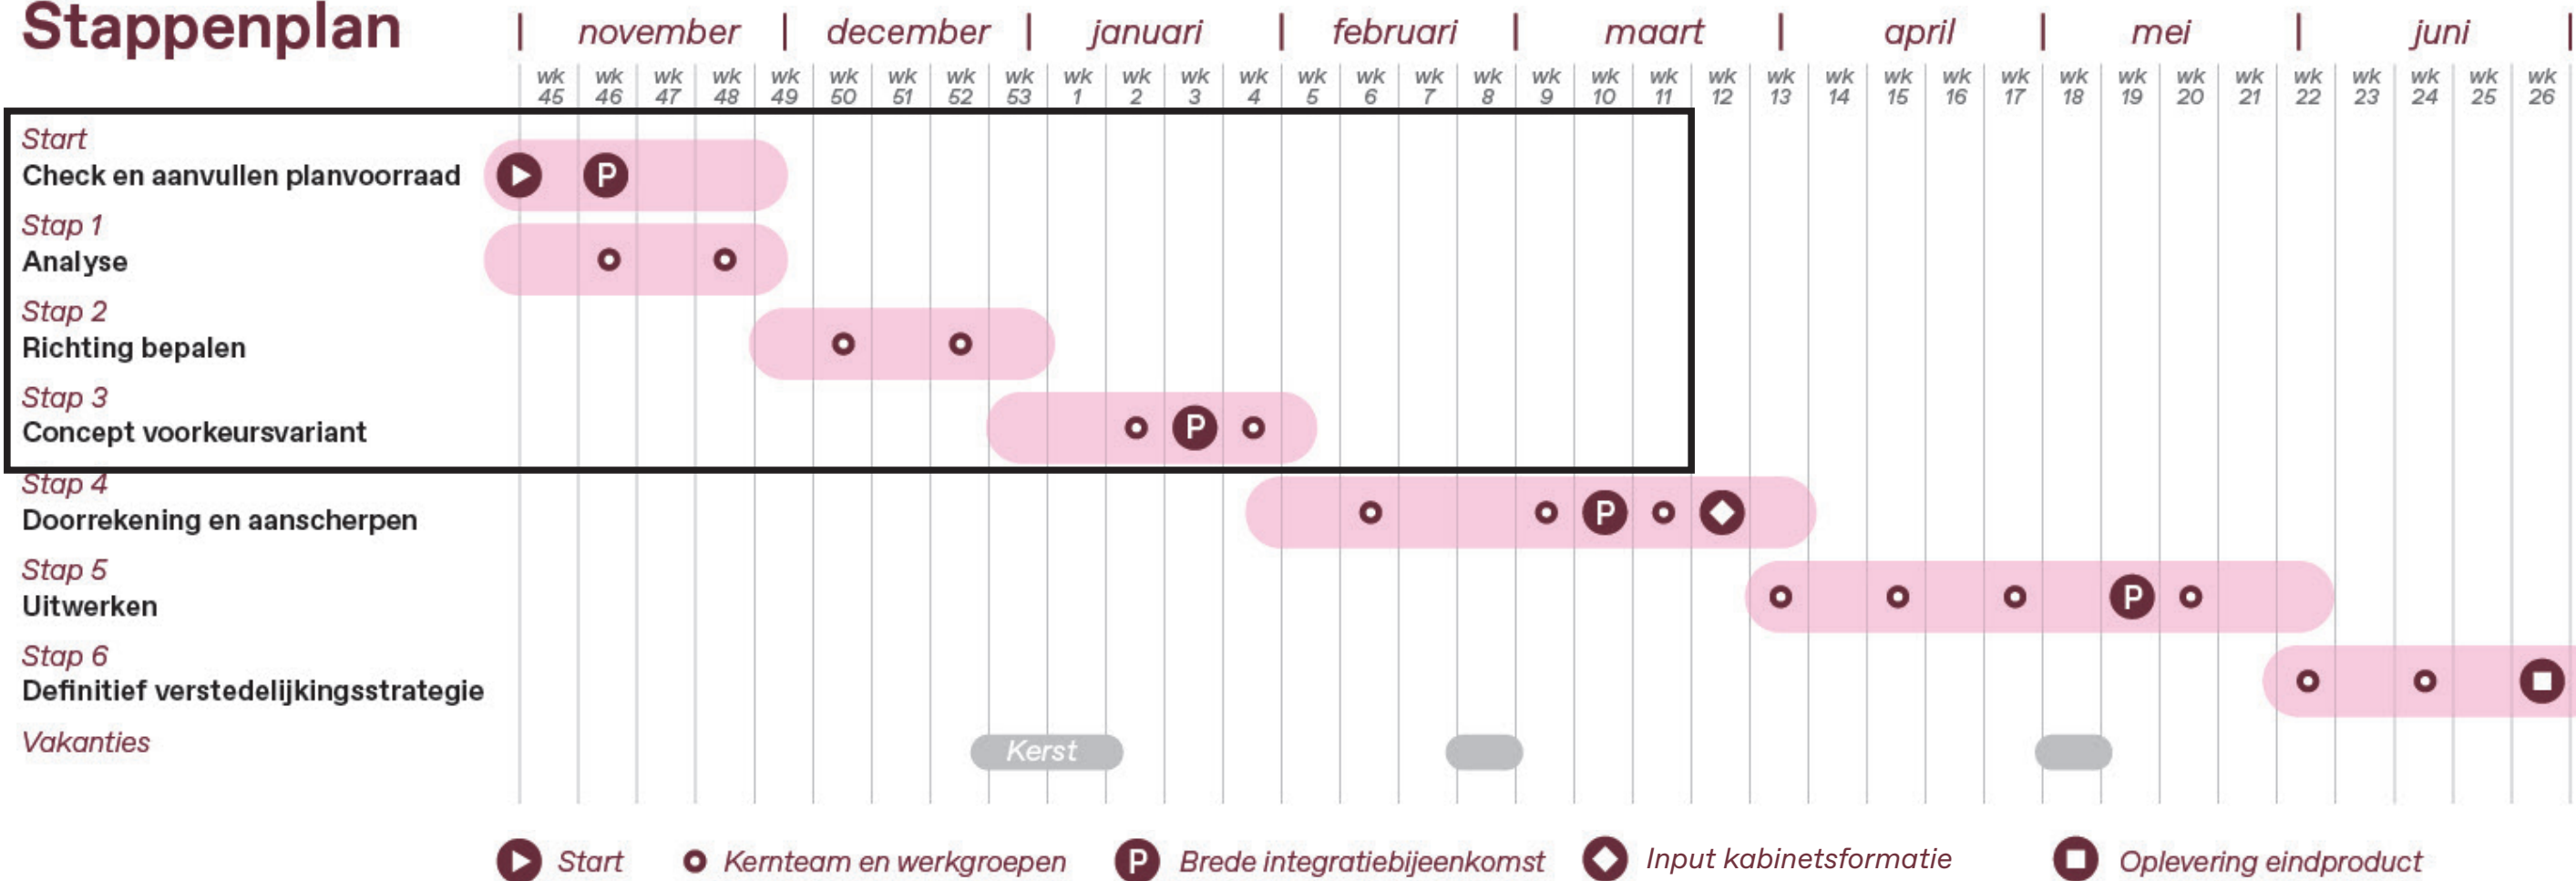 Stappenplan
november december januari februari maart april mei juni
wk wk wk wk wk wk wk wk wk wk wk wk wk wk wk wk wk wk wk wk wk wk wk wk wk wk wk wk wk wk wk wk wk wk wk
45 46 47 48 49 50 51 52 53 1 2 3 4 5 6 7 8 9 10 11 12 13 14 15 16 17 18 19 20 21 22 23 24 25 26
Start
Check en aanvullen planvoorraad P
Stap 1
Analyse
Stap 2
Richting bepalen
Stap 3
Concept voorkeursvariant P
Stap 4
Doorrekening en aanscherpen P
Stap 5
Uitwerken P
Stap 6
Definitief verstedelijkingsstrategie
Vakanties Kerst
Start Kernteam en werkgroepen P Brede integratiebijeenkomst Input kabinetsformatie Oplevering eindproduct